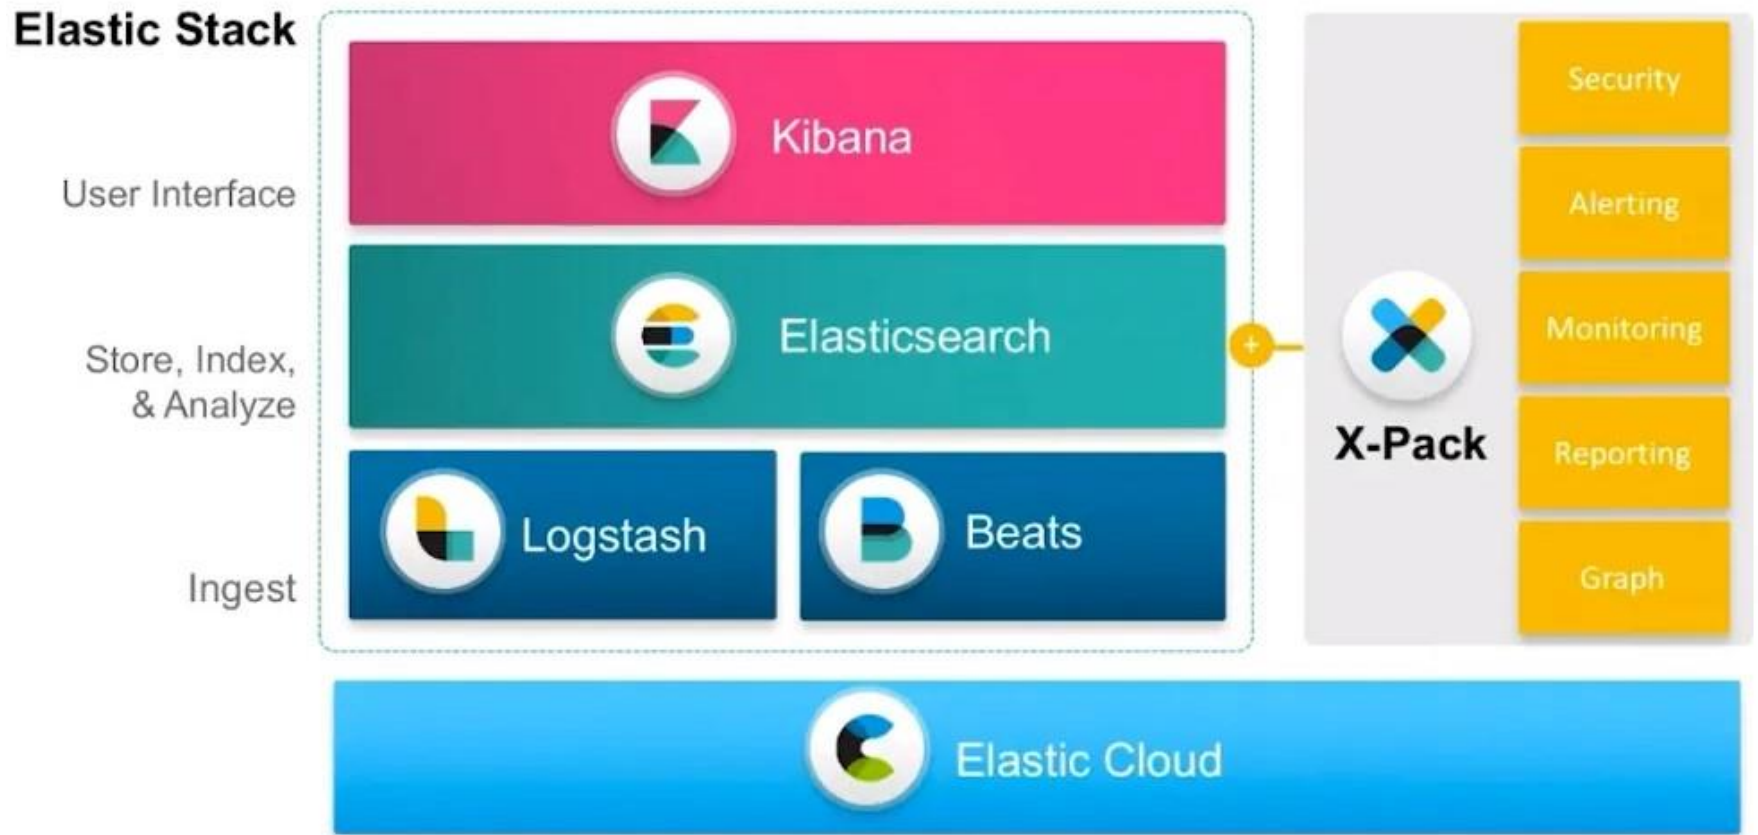 Elastic Stack
User Interface
Store, Index,
& Analyze
Ingest
Kibana
Elasticsearch
Logstash
Beats
+
X-Pack
Security
Alerting
Monitoring
Reporting
Graph
Elastic Cloud